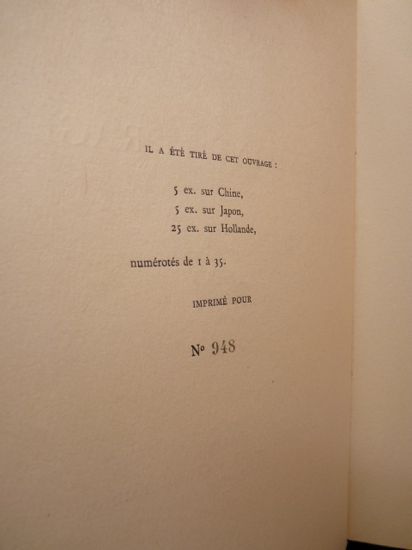 IL A ÉTÉ TIRÉ DE CET OUVRAGE :
5 ex. sur Chine,
5 ex. sur Japon,
25 ex. sur Hollande,
numérotés de 1 à 35.
IMPRIMÉ POUR
Nº 948